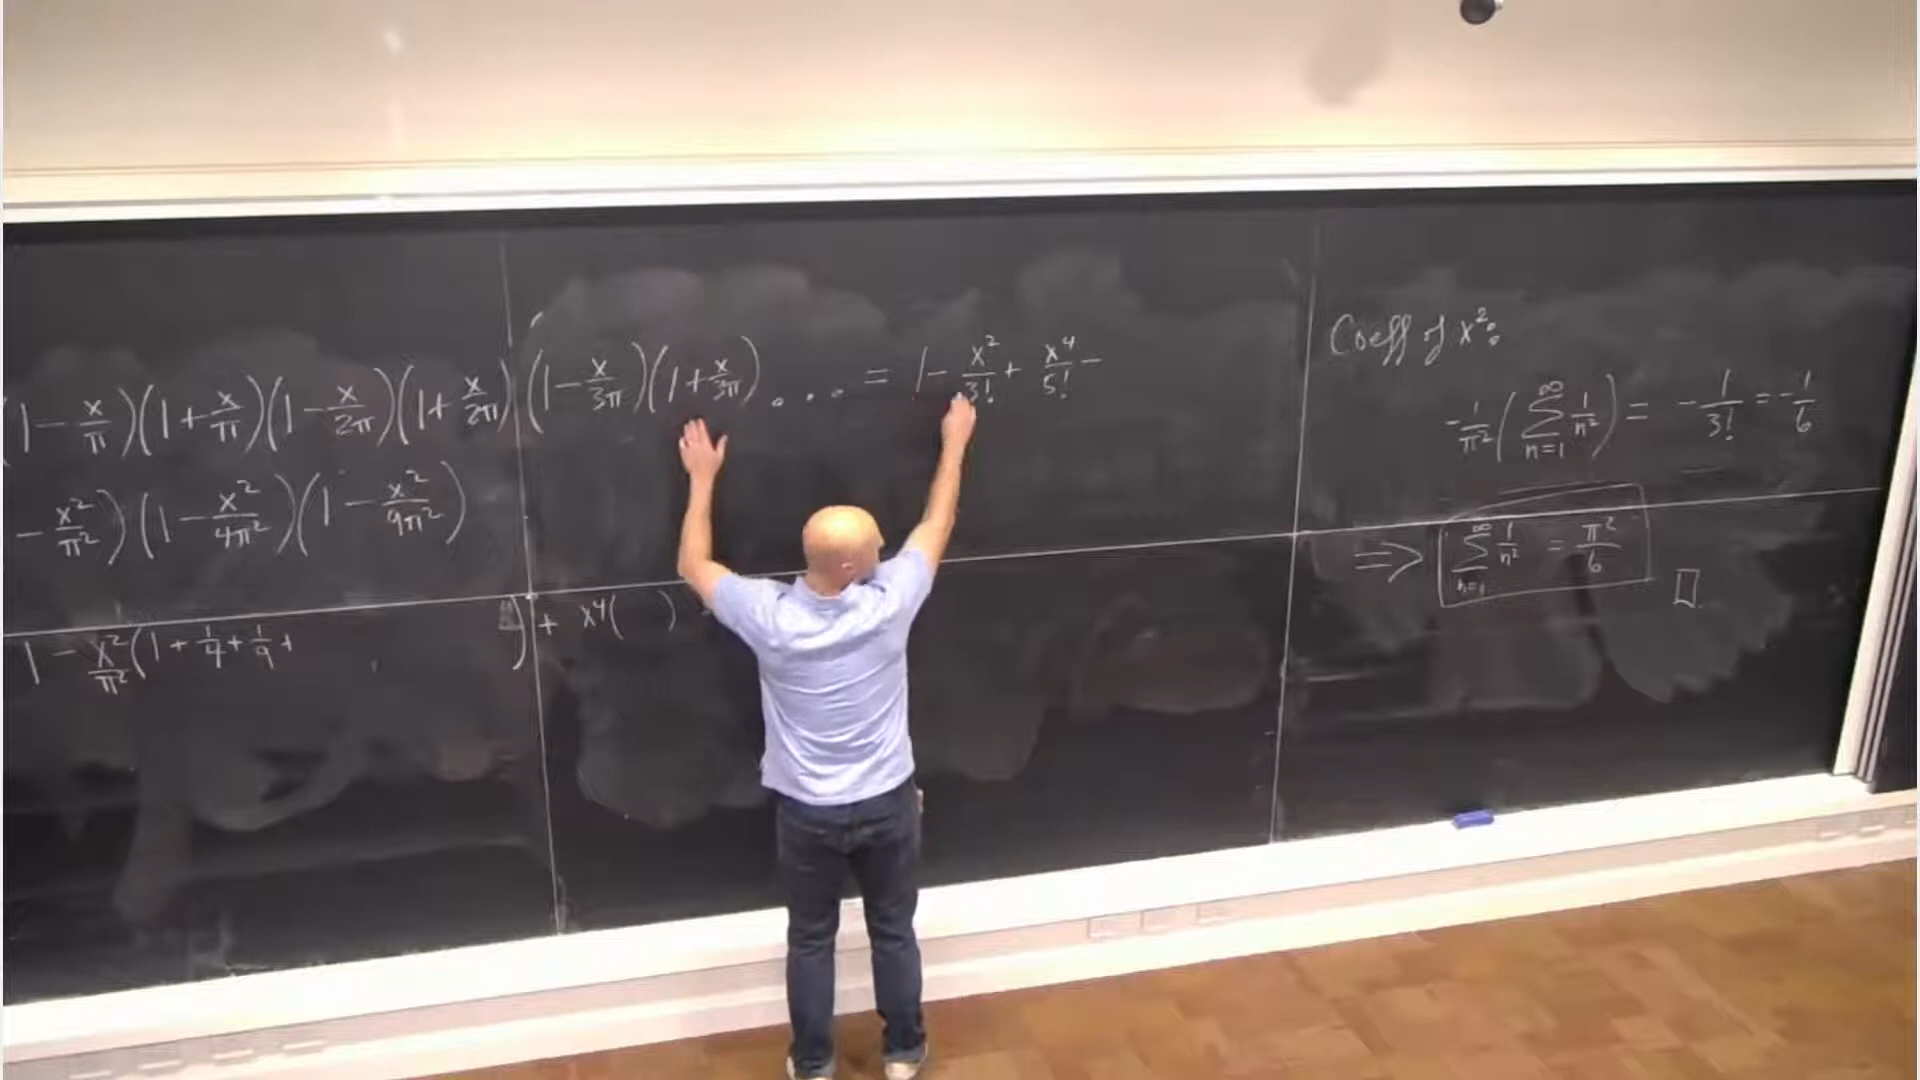 (1 - x/π)(1 + x/π)(1 - x/2π)(1 + x/2π)(1 - x/3π)(1 + x/3π) . . . = 1 - x²/3! + x⁴/5! -
- x²/π²)(1 - x²/4π²)(1 - x²/9π²)
1 - x²/π² (1 + 1/4 + 1/9 + ) + x⁴( )
Coeff of x²:
-1/π² (∑_{n=1}^{∞} 1/n²) = -1/3! = -1/6
=> ∑_{n=1}^{∞} 1/n² = π²/6 □